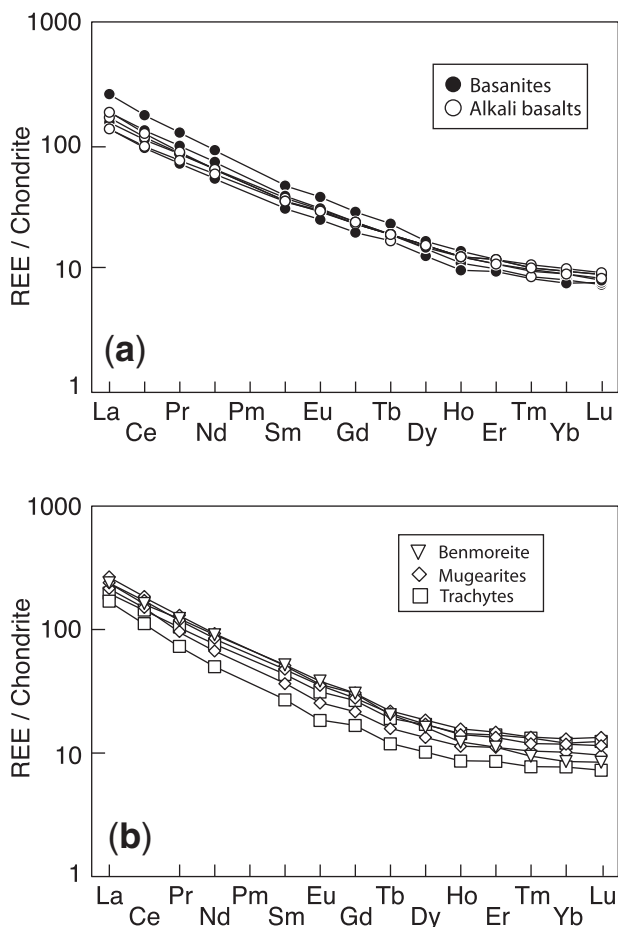 1000
100
10
1
REE / Chondrite
Basanites
Alkali basalts
(a)
La Pr Pm Eu Tb Ho Tm Lu
Ce Nd Sm Gd Dy Er Yb
1000
100
10
1
REE / Chondrite
Benmoreite
Mugearites
Trachytes
(b)
La Pr Pm Eu Tb Ho Tm Lu
Ce Nd Sm Gd Dy Er Yb